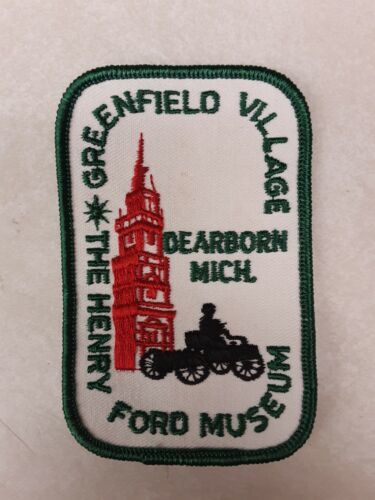 GREENFIELD VILLAGE
THE HENRY
FORD MUSEUM
DEARBORN
MICH.